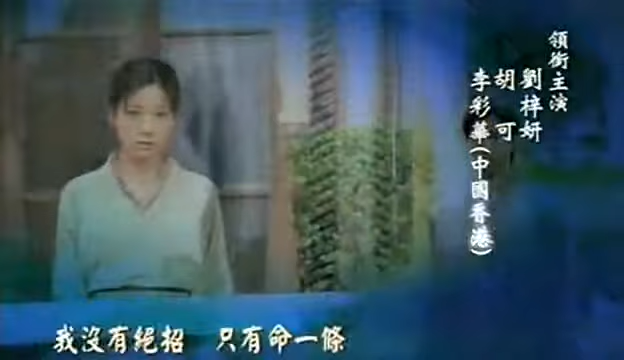 領銜主演
劉梓妍
胡可
李彩華(中國香港)
我沒有絕招 只有命一條